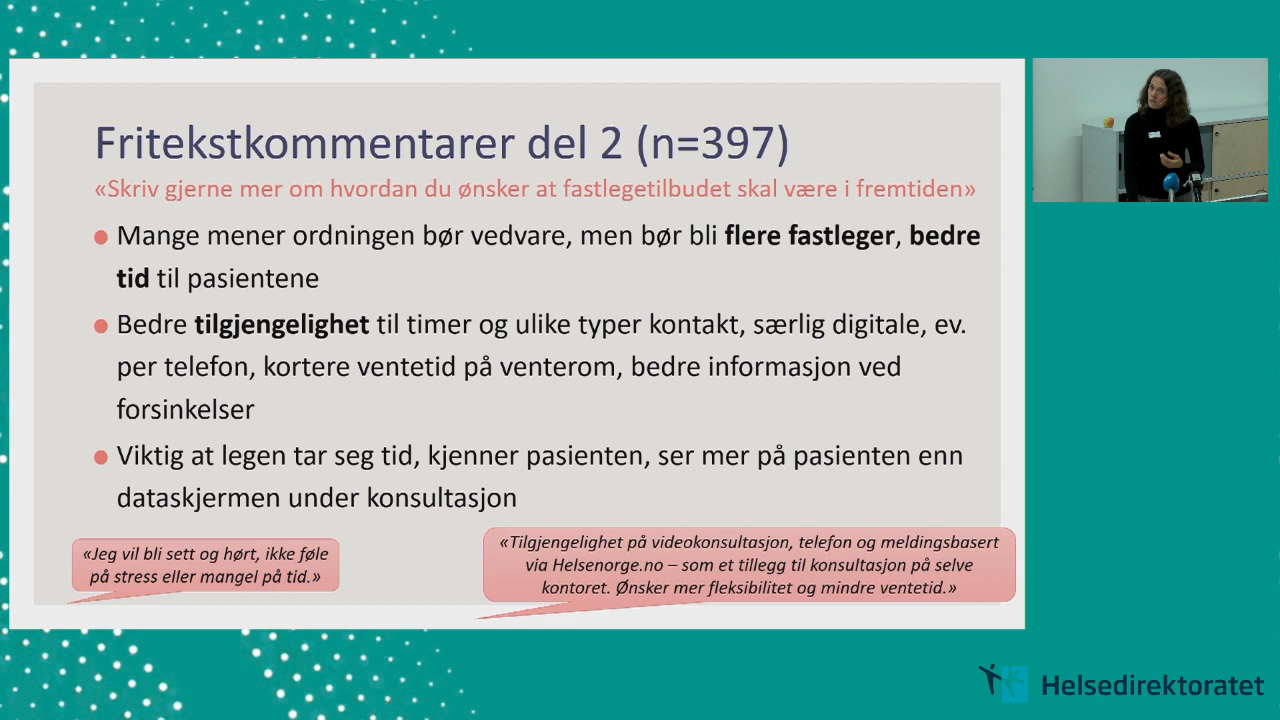 Fritekstkommentarer del 2 (n=397)
«Skriv gjerne mer om hvordan du ønsker at fastlegetilbudet skal være i fremtiden»
Mange mener ordningen bør vedvare, men bør bli flere fastleger, bedre
tid til pasientene
Bedre tilgjengelighet til timer og ulike typer kontakt, særlig digitale, ev.
per telefon, kortere ventetid på venterom, bedre informasjon ved
forsinkelser
Viktig at legen tar seg tid, kjenner pasienten, ser mer på pasienten enn
dataskjermen under konsultasjon
«Jeg vil bli sett og hørt, ikke føle
på stress eller mangel på tid.»
«Tilgjengelighet på videokonsultasjon, telefon og meldingsbasert
via Helsenorge.no – som et tillegg til konsultasjon på selve
kontoret. Ønsker mer fleksibilitet og mindre ventetid.»
Helsedirektoratet